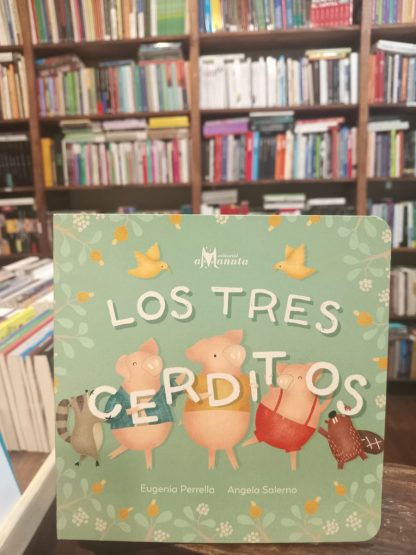 editorial
amanuta
LOS TRES
CERDITOS
Eugenia Perrella Angela Salerno